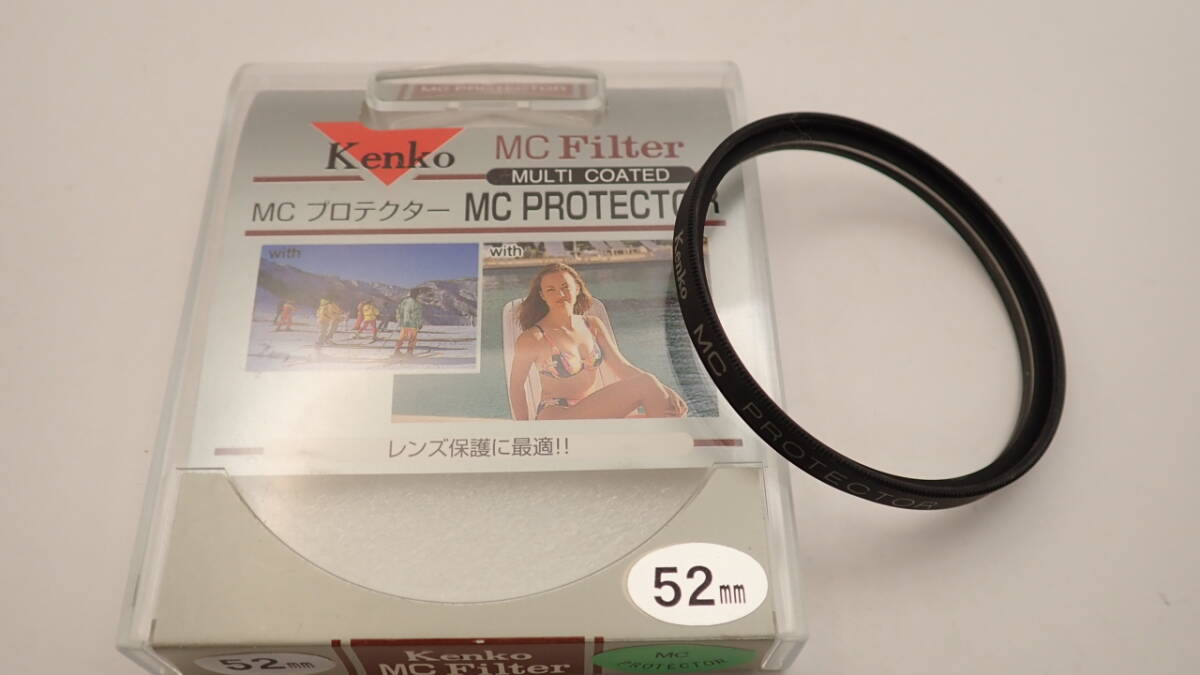 MC PROTECTOR
Kenko
MC Filter
MULTI COATED
MC プロテクター MC PROTECTOR
with
with
レンズ保護に最適!!
52mm
52mm
Kenko
MC Filter
MC
PROTECTOR
Kenko MC PROTECTOR